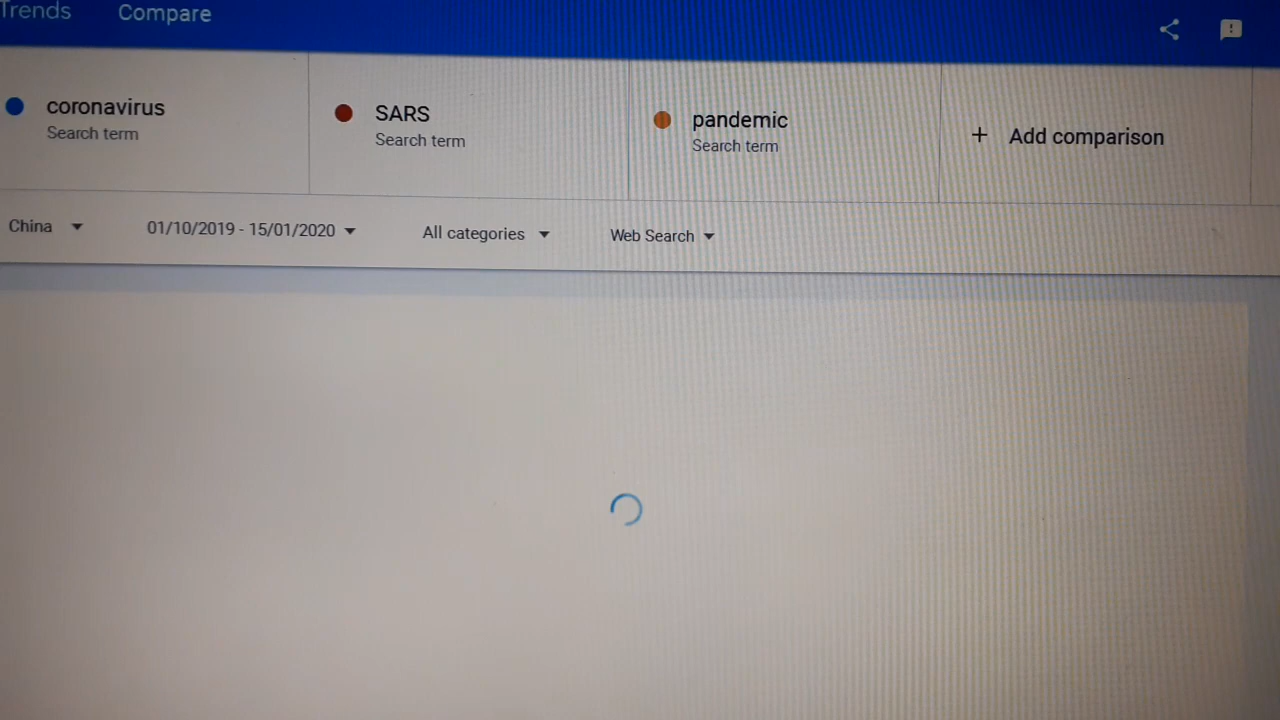 Trends Compare
coronavirus
Search term
SARS
Search term
pandemic
Search term
+ Add comparison
China 01/10/2019 - 15/01/2020 All categories Web Search